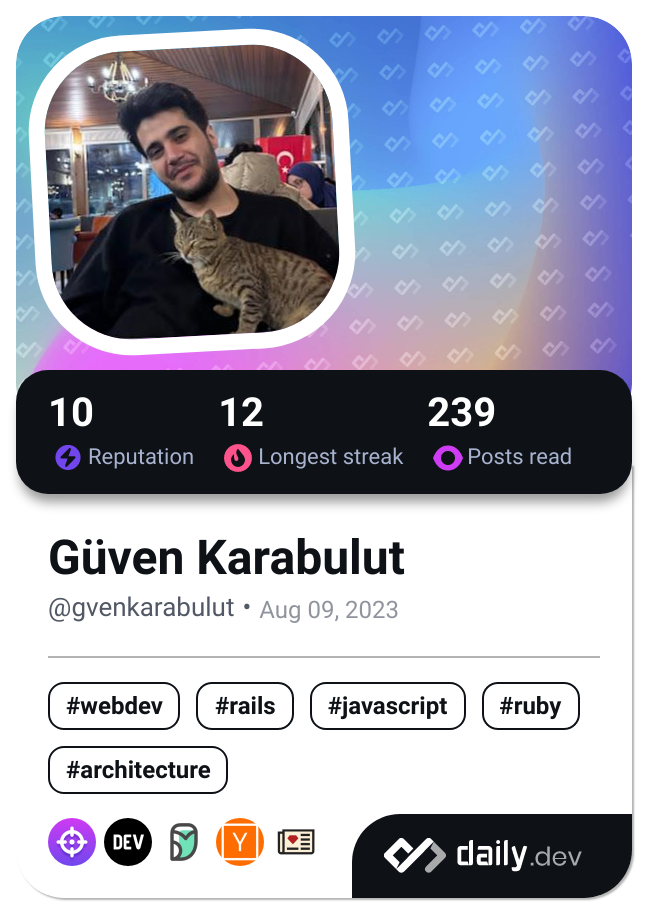 10 12 239
Reputation Longest streak Posts read
Güven Karabulut
@gvenkarabulut • Aug 09, 2023
#webdev #rails #javascript #ruby
#architecture
DEV Y daily.dev